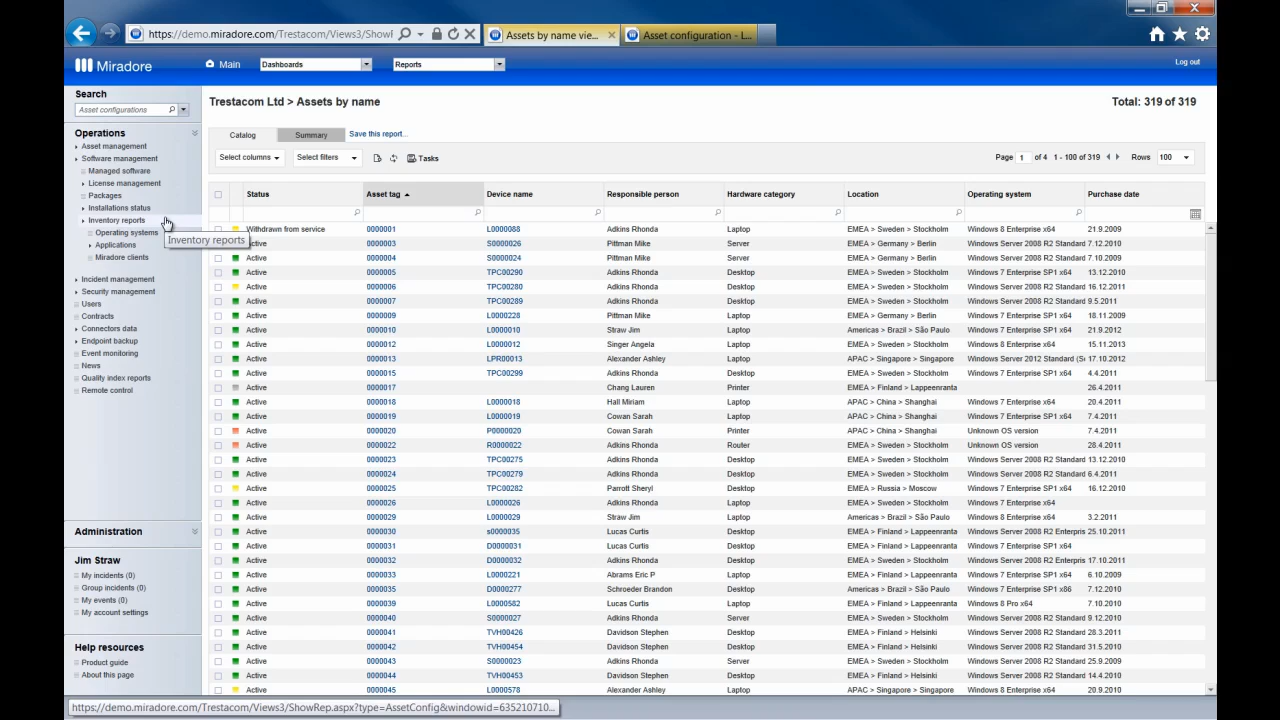 https://demo.miradore.com/Trestacom/Views3/ShowF
Assets by name vie...
Asset configuration - L...
Miradore
Main
Dashboards
Reports
Log out
Search
Asset configurations
Operations
Asset management
Software management
Managed software
License management
Packages
Installations status
Inventory reports
Operating systems
Inventory reports
Applications
Miradore clients
Incident management
Security management
Users
Contracts
Connectors data
Endpoint backup
Event monitoring
News
Quality index reports
Remote control
Administration
Jim Straw
My incidents (0)
Group incidents (0)
My events (0)
My account settings
Help resources
Product guide
About this page
Trestacom Ltd > Assets by name
Total: 319 of 319
Catalog Summary Save this report...
Select columns Select filters Tasks
Page 1 of 4 1 - 100 of 319 Rows 100
Status Asset tag Device name Responsible person Hardware category Location Operating system Purchase date
Withdrawn from service 0000001 L0000088 Adkins Rhonda Laptop EMEA > Sweden > Stockholm Windows 8 Enterprise x64 21.9.2009
Active 0000003 S0000026 Pittman Mike Server EMEA > Germany > Berlin Windows Server 2008 R2 Standard 7.12.2010
Active 0000004 S0000024 Pittman Mike Server EMEA > Germany > Berlin Windows Server 2008 R2 Standard 7.10.2010
Active 0000005 TPC00290 Adkins Rhonda Desktop EMEA > Sweden > Stockholm Windows 7 Enterprise SP1 x64 13.12.2010
Active 0000006 TPC00280 Adkins Rhonda Desktop EMEA > Sweden > Stockholm Windows Server 2008 R2 Standard 16.12.2011
Active 0000007 TPC00289 Adkins Rhonda Desktop EMEA > Sweden > Stockholm Windows Server 2008 R2 Standard 9.5.2011
Active 0000009 L0000228 Pittman Mike Laptop EMEA > Germany > Berlin Windows 7 Enterprise SP1 x64 18.11.2009
Active 0000010 L0000010 Straw Jim Laptop Americas > Brazil > São Paulo Windows 7 Enterprise SP1 x64 21.9.2012
Active 0000012 L0000012 Singer Angela Laptop EMEA > Sweden > Stockholm Windows 8 Enterprise x64 15.11.2013
Active 0000013 LPR00013 Alexander Ashley Laptop APAC > Singapore > Singapore Windows Server 2012 Standard (Se 17.10.2012
Active 0000015 TPC00299 Adkins Rhonda Desktop EMEA > Sweden > Stockholm Windows 7 Enterprise SP1 x64 4.4.2011
Active 0000017 Chang Lauren Printer EMEA > Finland > Lappeenranta 26.4.2011
Active 0000018 L0000018 Hall Miriam Laptop APAC > China > Shanghai Windows 7 Enterprise x64 20.4.2011
Active 0000019 L0000019 Cowan Sarah Laptop APAC > China > Shanghai Windows 7 Enterprise SP1 x64 7.4.2011
Active 0000020 P0000020 Cowan Sarah Printer APAC > China > Shanghai Unknown OS version 7.4.2011
Active 0000022 R0000022 Adkins Rhonda Router EMEA > Sweden > Stockholm Unknown OS version 28.4.2011
Active 0000023 TPC00275 Adkins Rhonda Desktop EMEA > Sweden > Stockholm Windows Server 2008 R2 Standard 13.12.2010
Active 0000024 TPC00279 Adkins Rhonda Desktop EMEA > Sweden > Stockholm Windows Server 2008 R2 Standard 6.4.2011
Active 0000025 TPC00282 Parrott Sheryl Desktop EMEA > Russia > Moscow Windows 7 Enterprise SP1 x64 16.12.2010
Active 0000026 L0000026 Adkins Rhonda Laptop EMEA > Sweden > Stockholm Windows 7 Enterprise x64
Active 0000029 L0000029 Straw Jim Laptop Americas > Brazil > São Paulo Windows 8 Enterprise x64 3.2.2011
Active 0000030 s0000035 Lucas Curtis Desktop EMEA > Finland > Lappeenranta Windows Server 2008 R2 Enterpris 25.10.2011
Active 0000031 D0000031 Lucas Curtis Desktop EMEA > Finland > Lappeenranta Windows 7 Enterprise SP1 x64
Active 0000032 D0000032 Adkins Rhonda Desktop EMEA > Finland > Lappeenranta Windows Server 2008 R2 Standard 17.10.2011
Active 0000033 L0000221 Abrams Eric P Laptop EMEA > Finland > Lappeenranta Windows 7 Enterprise SP1 x64 6.10.2009
Active 0000035 D0000277 Schroeder Brandon Desktop Americas > Brazil > São Paulo Windows 7 Enterprise SP1 x86 7.12.2010
Active 0000039 L0000582 Lucas Curtis Laptop EMEA > Finland > Lappeenranta Windows 8 Pro x64 7.10.2010
Active 0000040 S0000027 Adkins Rhonda Server EMEA > Sweden > Stockholm Windows Server 2008 R2 Standard 9.12.2010
Active 0000041 TVH00426 Davidson Stephen Desktop EMEA > Finland > Helsinki Windows Server 2008 R2 Standard 28.3.2011
Active 0000042 TVH00454 Davidson Stephen Desktop EMEA > Finland > Helsinki Windows Server 2008 R2 Standard 31.5.2010
Active 0000043 S0000023 Adkins Rhonda Server EMEA > Sweden > Stockholm Windows Server 2008 R2 Standard 25.9.2009
Active 0000044 TVH00453 Davidson Stephen Desktop EMEA > Finland > Helsinki Windows Server 2008 R2 Standard 14.4.2010
Active 0000045 L0000578 Alexander Ashley Laptop APAC > Singapore > Singapore Windows 8 Enterprise x64 20.9.2010
https://demo.miradore.com/Trestacom/Views3/ShowRep.aspx?type=AssetConfig&windowid=635210710...